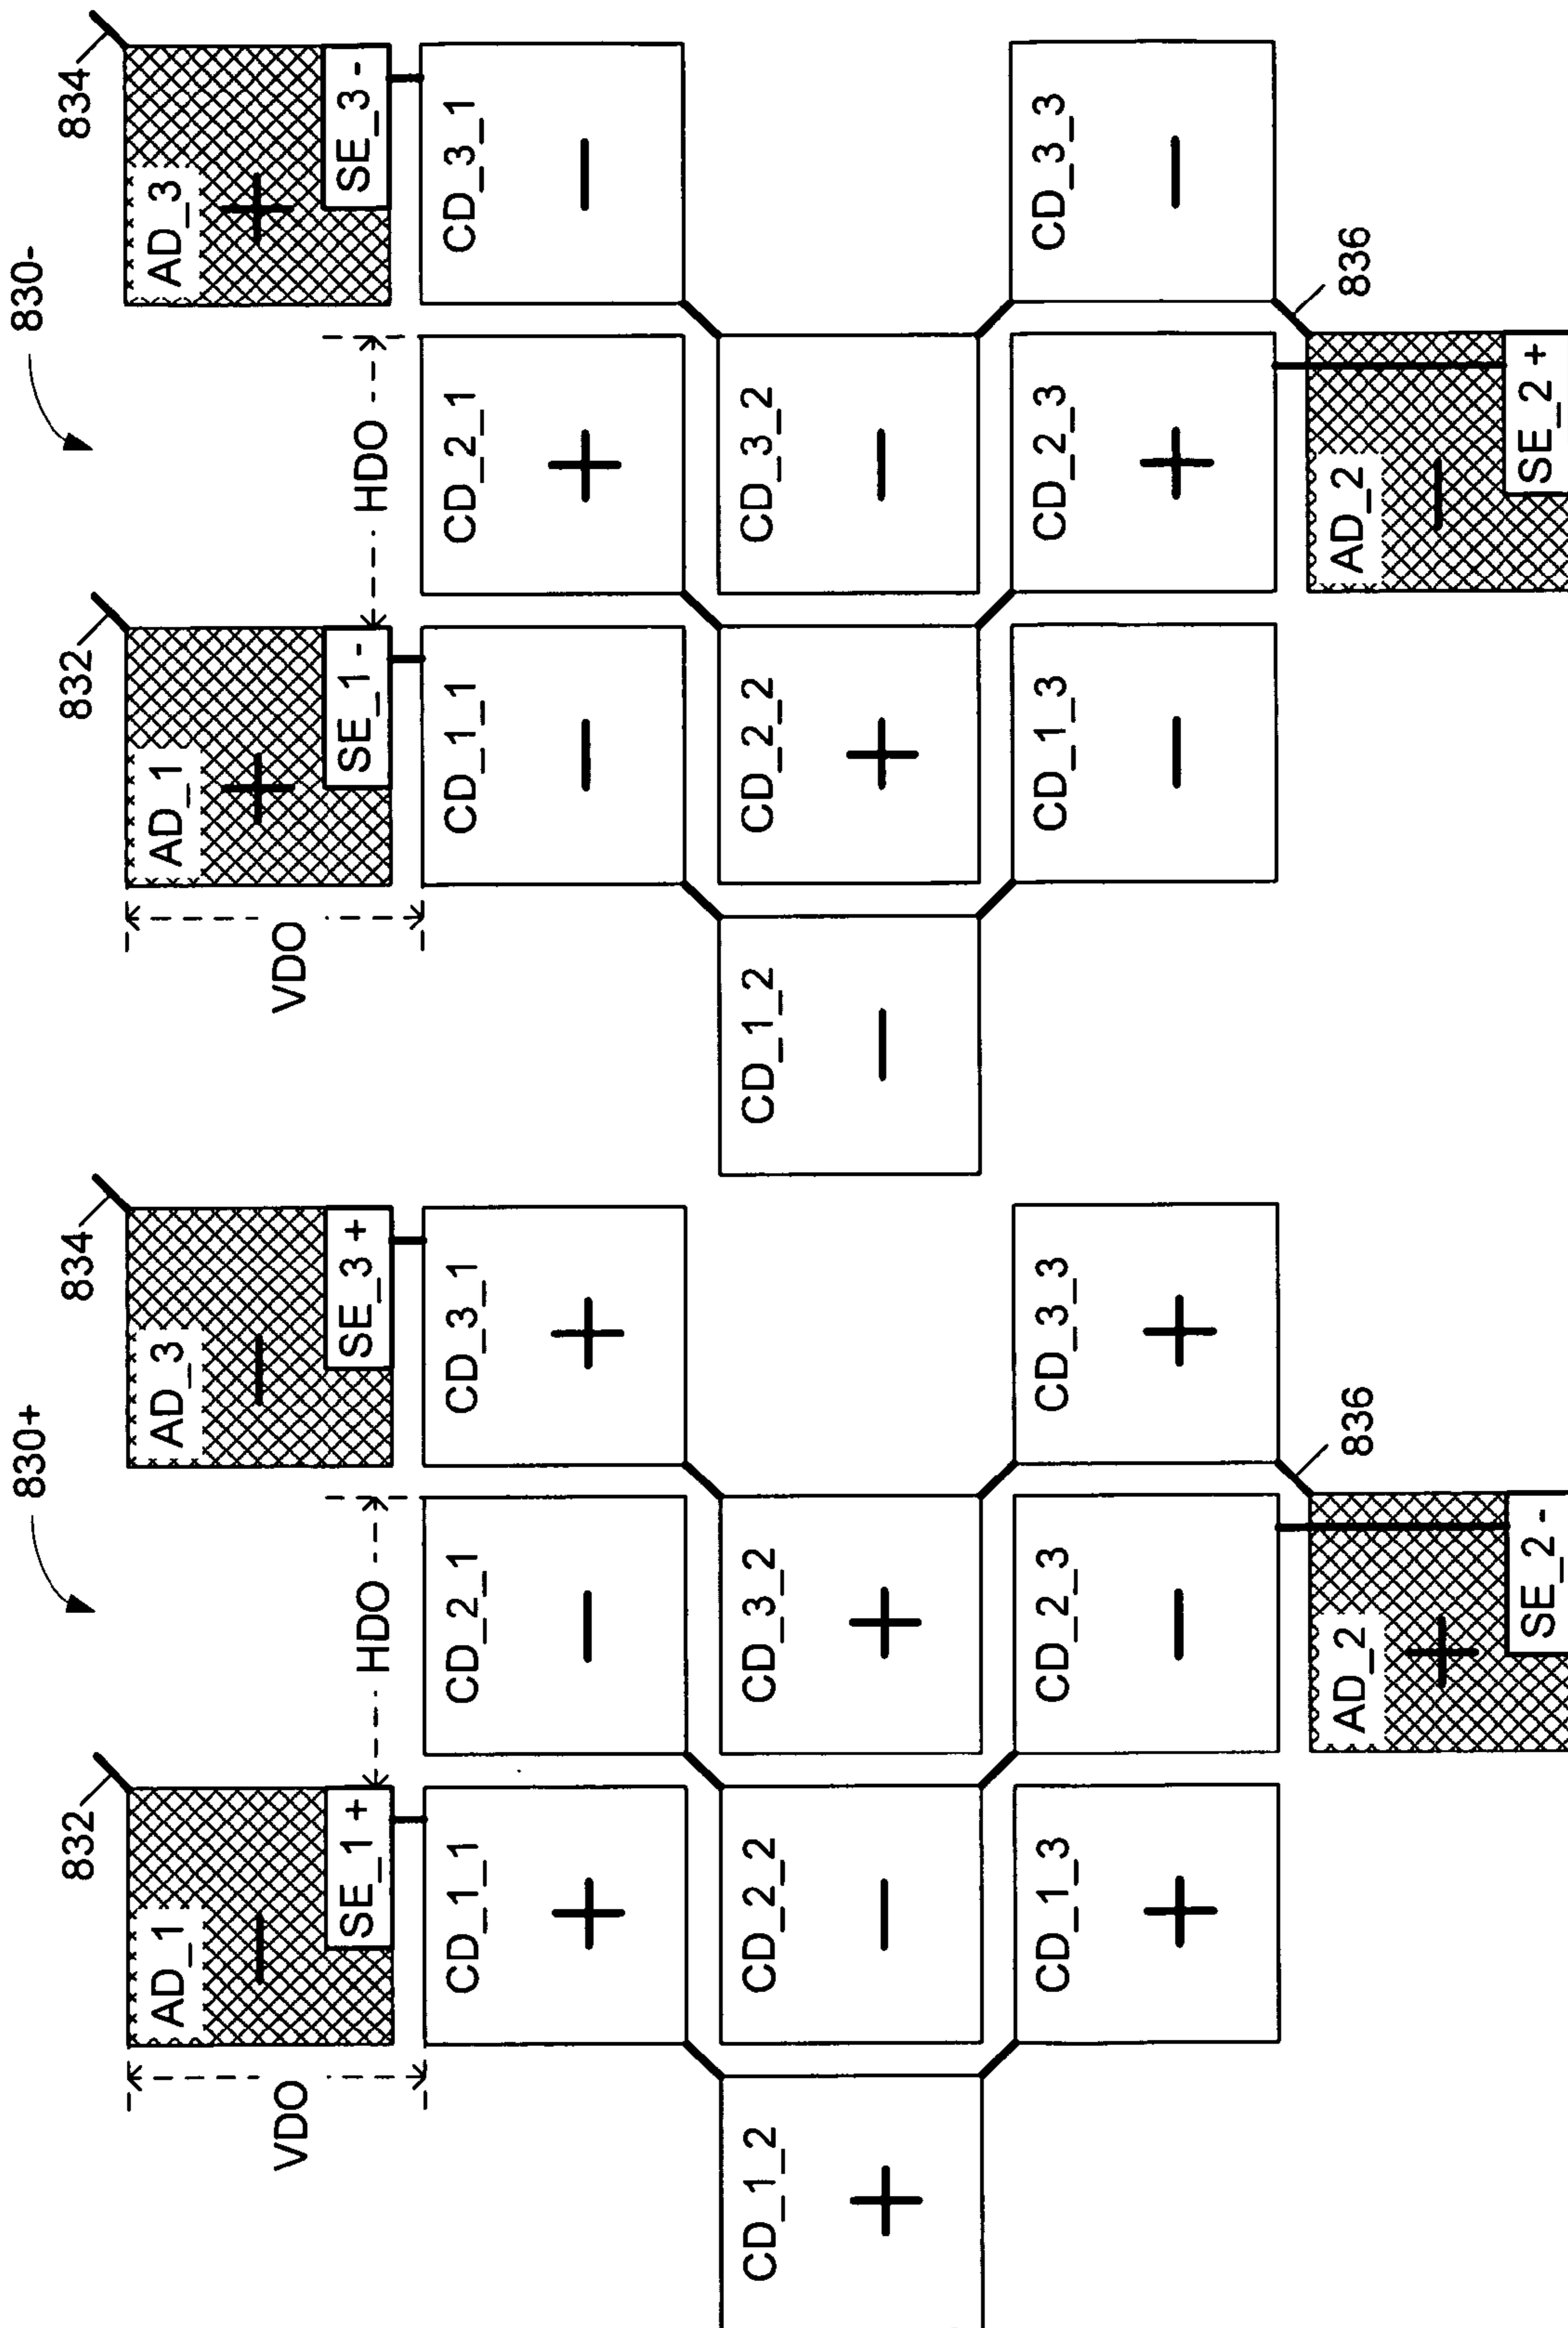 830+
832
834
AD_1
-
SE_1 +
AD_3
-
SE_3 +
VDO
HDO
CD_1_1
+
CD_2_1
-
CD_3_1
+
CD_1_2
+
CD_2_2
-
CD_3_2
+
CD_1_3
+
CD_2_3
-
CD_3_3
+
836
AD_2
+
SE_2 -
830-
832
834
AD_1
+
SE_1 -
AD_3
+
SE_3 -
VDO
HDO
CD_1_1
-
CD_2_1
+
CD_3_1
-
CD_1_2
-
CD_2_2
+
CD_3_2
-
CD_1_3
-
CD_2_3
+
CD_3_3
-
836
AD_2
-
SE_2 +